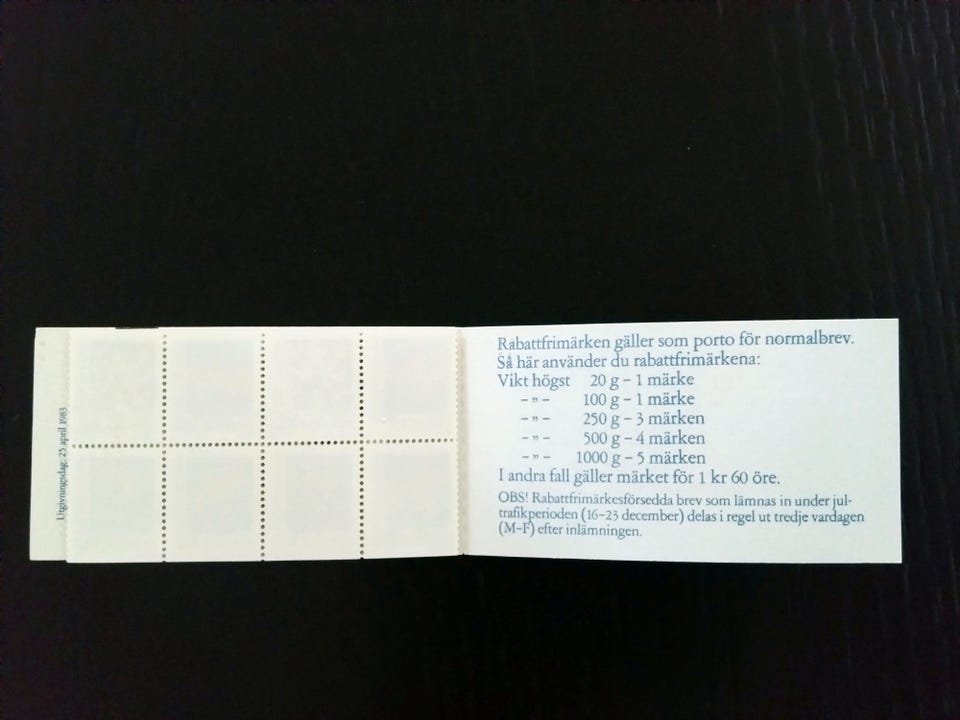 Utgivningsdag: 25 april 1983
Rabattfrimärken gäller som porto för normalbrev.
Så här använder du rabattfrimärkena:
Vikt högst 20 g – 1 märke
– ” – 100 g – 1 märke
– ” – 250 g – 3 märken
– ” – 500 g – 4 märken
– ” – 1000 g – 5 märken
I andra fall gäller märket för 1 kr 60 öre.
OBS! Rabattfrimärkesförsedda brev som lämnas in under jul-
trafikperioden (16–23 december) delas i regel ut tredje vardagen
(M–F) efter inlämningen.